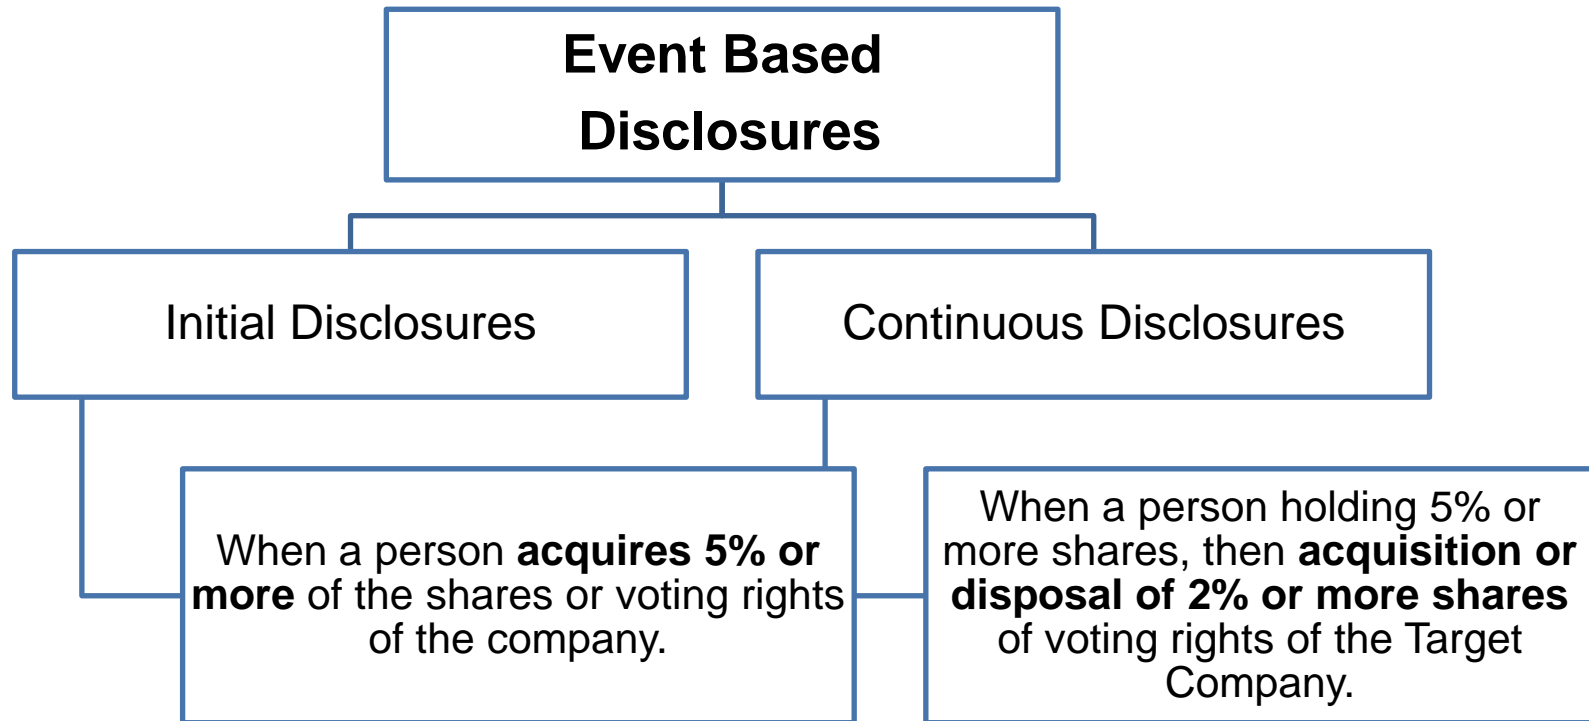 Event Based
Disclosures
Initial Disclosures
Continuous Disclosures
When a person acquires 5% or
more of the shares or voting rights
of the company.
When a person holding 5% or
more shares, then acquisition or
disposal of 2% or more shares
of voting rights of the Target
Company.